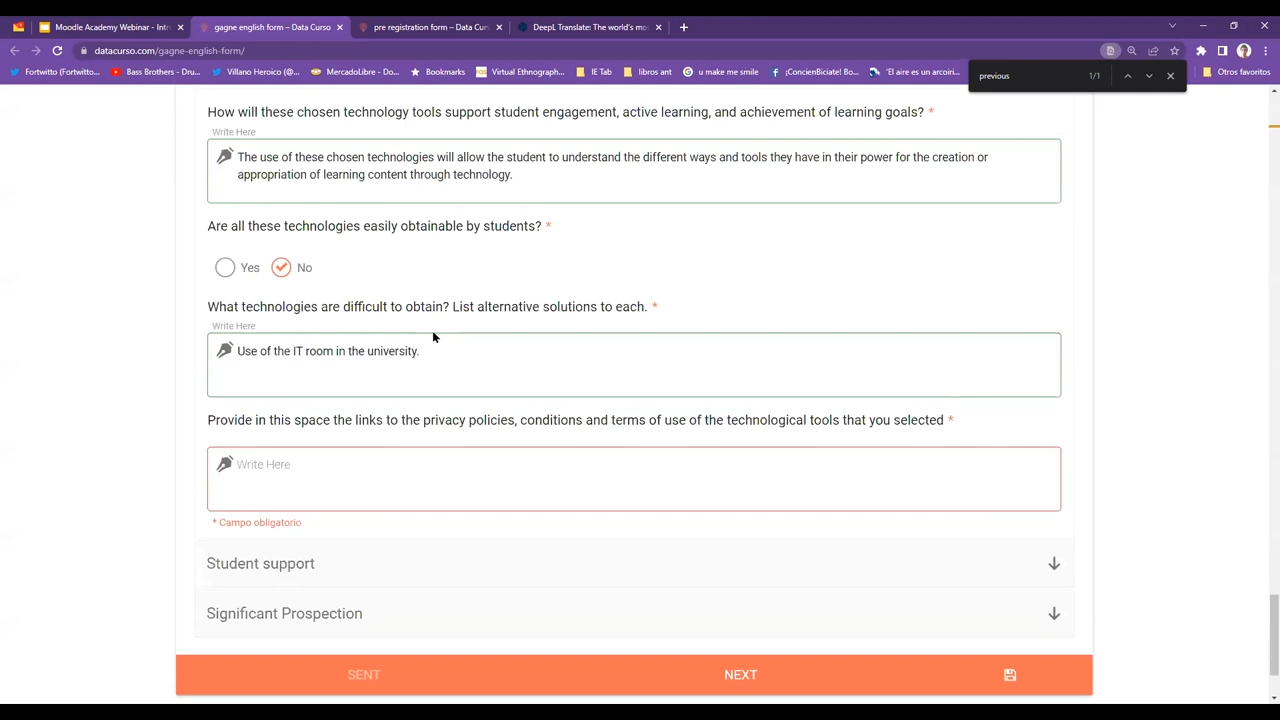 Moodle Academy Webinar - Intr
gagne english form – Data Curso
pre registration form – Data Cur
DeepL Translate: The world's mo
datacurso.com/gagne-english-form/
Fortwitto (Fortwitto...
Bass Brothers - Dru...
Villano Heroico (@...
MercadoLibre - Do...
Bookmarks
Virtual Ethnograph...
IE Tab
libros ant
u make me smile
¡ConcienBiciate! Bo...
'El aire es un arcoiri...
Otros favoritos
previous 1/1
How will these chosen technology tools support student engagement, active learning, and achievement of learning goals? *
Write Here
The use of these chosen technologies will allow the student to understand the different ways and tools they have in their power for the creation or
appropriation of learning content through technology.
Are all these technologies easily obtainable by students? *
Yes No
What technologies are difficult to obtain? List alternative solutions to each. *
Write Here
Use of the IT room in the university.
Provide in this space the links to the privacy policies, conditions and terms of use of the technological tools that you selected *
Write Here
* Campo obligatorio
Student support
Significant Prospection
SENT NEXT